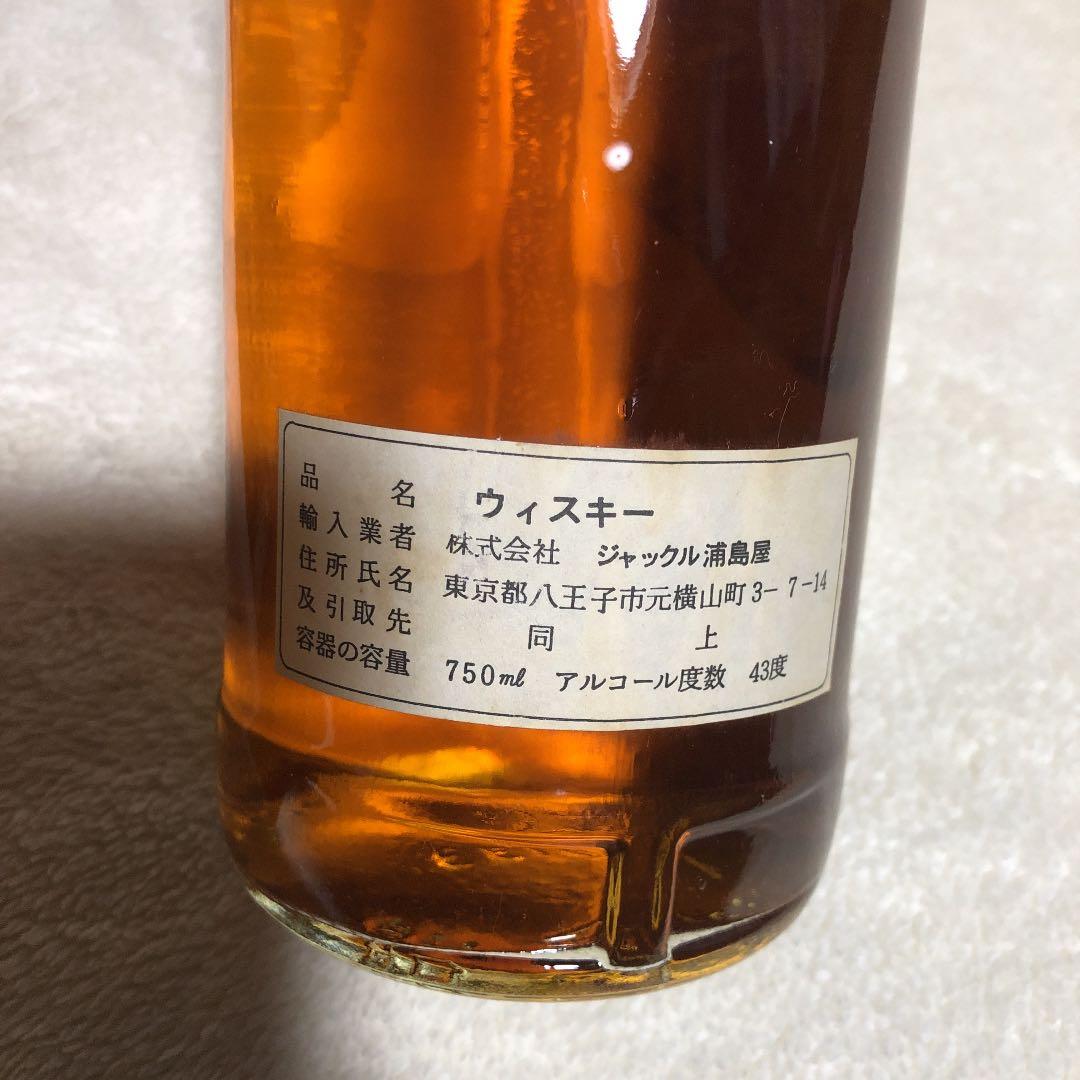 品名 ウィスキー
輸入業者 株式会社 ジャックル浦島屋
住所氏名 東京都八王子市元横山町3-7-14
及引取先 同上
容器の容量 750ml アルコール度数 43度